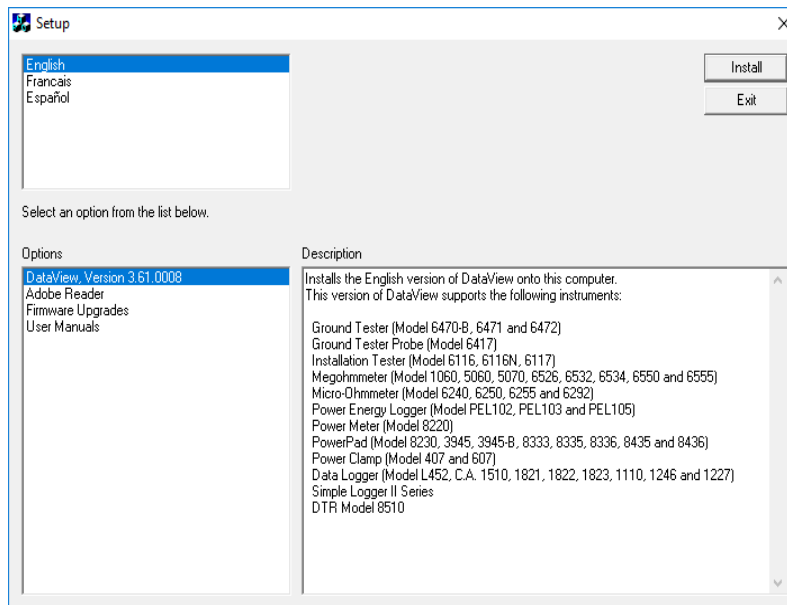 Setup
English
Francais
Español
Install
Exit
Select an option from the list below.
Options
DataView, Version 3.61.0008
Adobe Reader
Firmware Upgrades
User Manuals
Description
Installs the English version of DataView onto this computer.
This version of DataView supports the following instruments:
Ground Tester (Model 6470-B, 6471 and 6472)
Ground Tester Probe (Model 6417)
Installation Tester (Model 6116, 6116N, 6117)
Megohmmeter (Model 1060, 5060, 5070, 6526, 6532, 6534, 6550 and 6555)
Micro-Ohmmeter (Model 6240, 6250, 6255 and 6292)
Power Energy Logger (Model PEL102, PEL103 and PEL105)
Power Meter (Model 8220)
PowerPad (Model 8230, 3945, 3945-B, 8333, 8335, 8336, 8435 and 8436)
Power Clamp (Model 407 and 607)
Data Logger (Model L452, C.A. 1510, 1821, 1822, 1823, 1110, 1246 and 1227)
Simple Logger II Series
DTR Model 8510